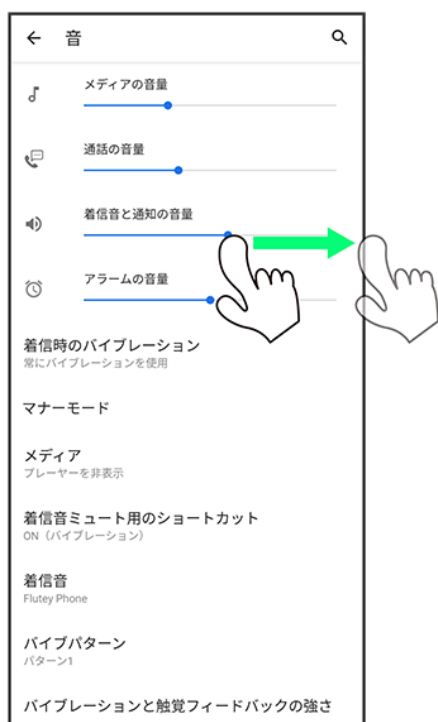 音
メディアの音量
通話の音量
着信音と通知の音量
アラームの音量
着信時のバイブレーション
常にバイブレーションを使用
マナーモード
メディア
プレーヤーを非表示
着信音ミュート用のショートカット
ON（バイブレーション）
着信音
Flutey Phone
バイブパターン
パターン1
バイブレーションと触覚フィードバックの強さ